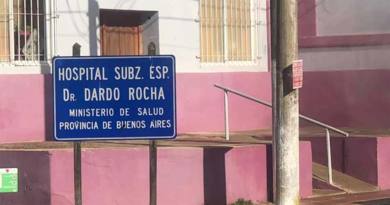 HOSPITAL SUBZ. ESP.
DR. DARDO ROCHA
MINISTERIO DE SALUD
PROVINCIA DE BUENOS AIRES